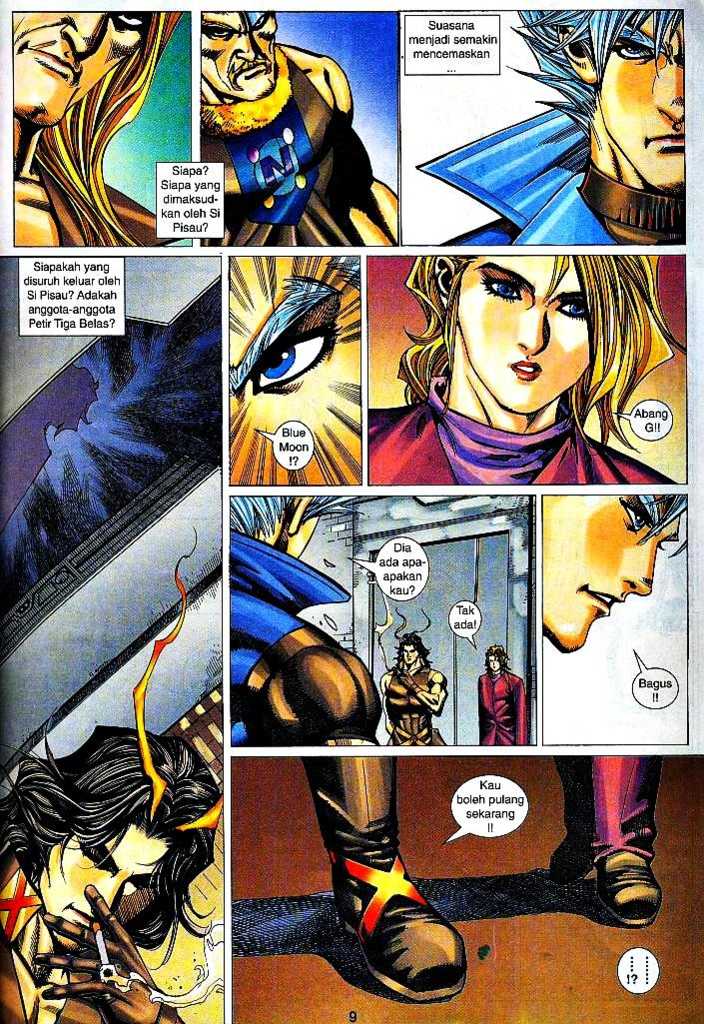 Siapa?
Siapa yang
dimaksud-
kan oleh Si
Pisau?
N
Suasana
menjadi semakin
mencemaskan
...
Siapakah yang
disuruh keluar oleh
Si Pisau? Adakah
anggota-anggota
Petir Tiga Belas?
Blue
Moon
!?
Abang
G!!
Dia
ada apa-
apakan
kau?
Tak
ada!
Bagus
!!
Kau
boleh pulang
sekarang
!!
......
!?
9